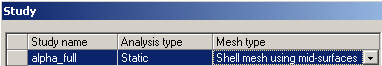 Study
Study name Analysis type Mesh type
alpha_full Static Shell mesh using mid-surfaces